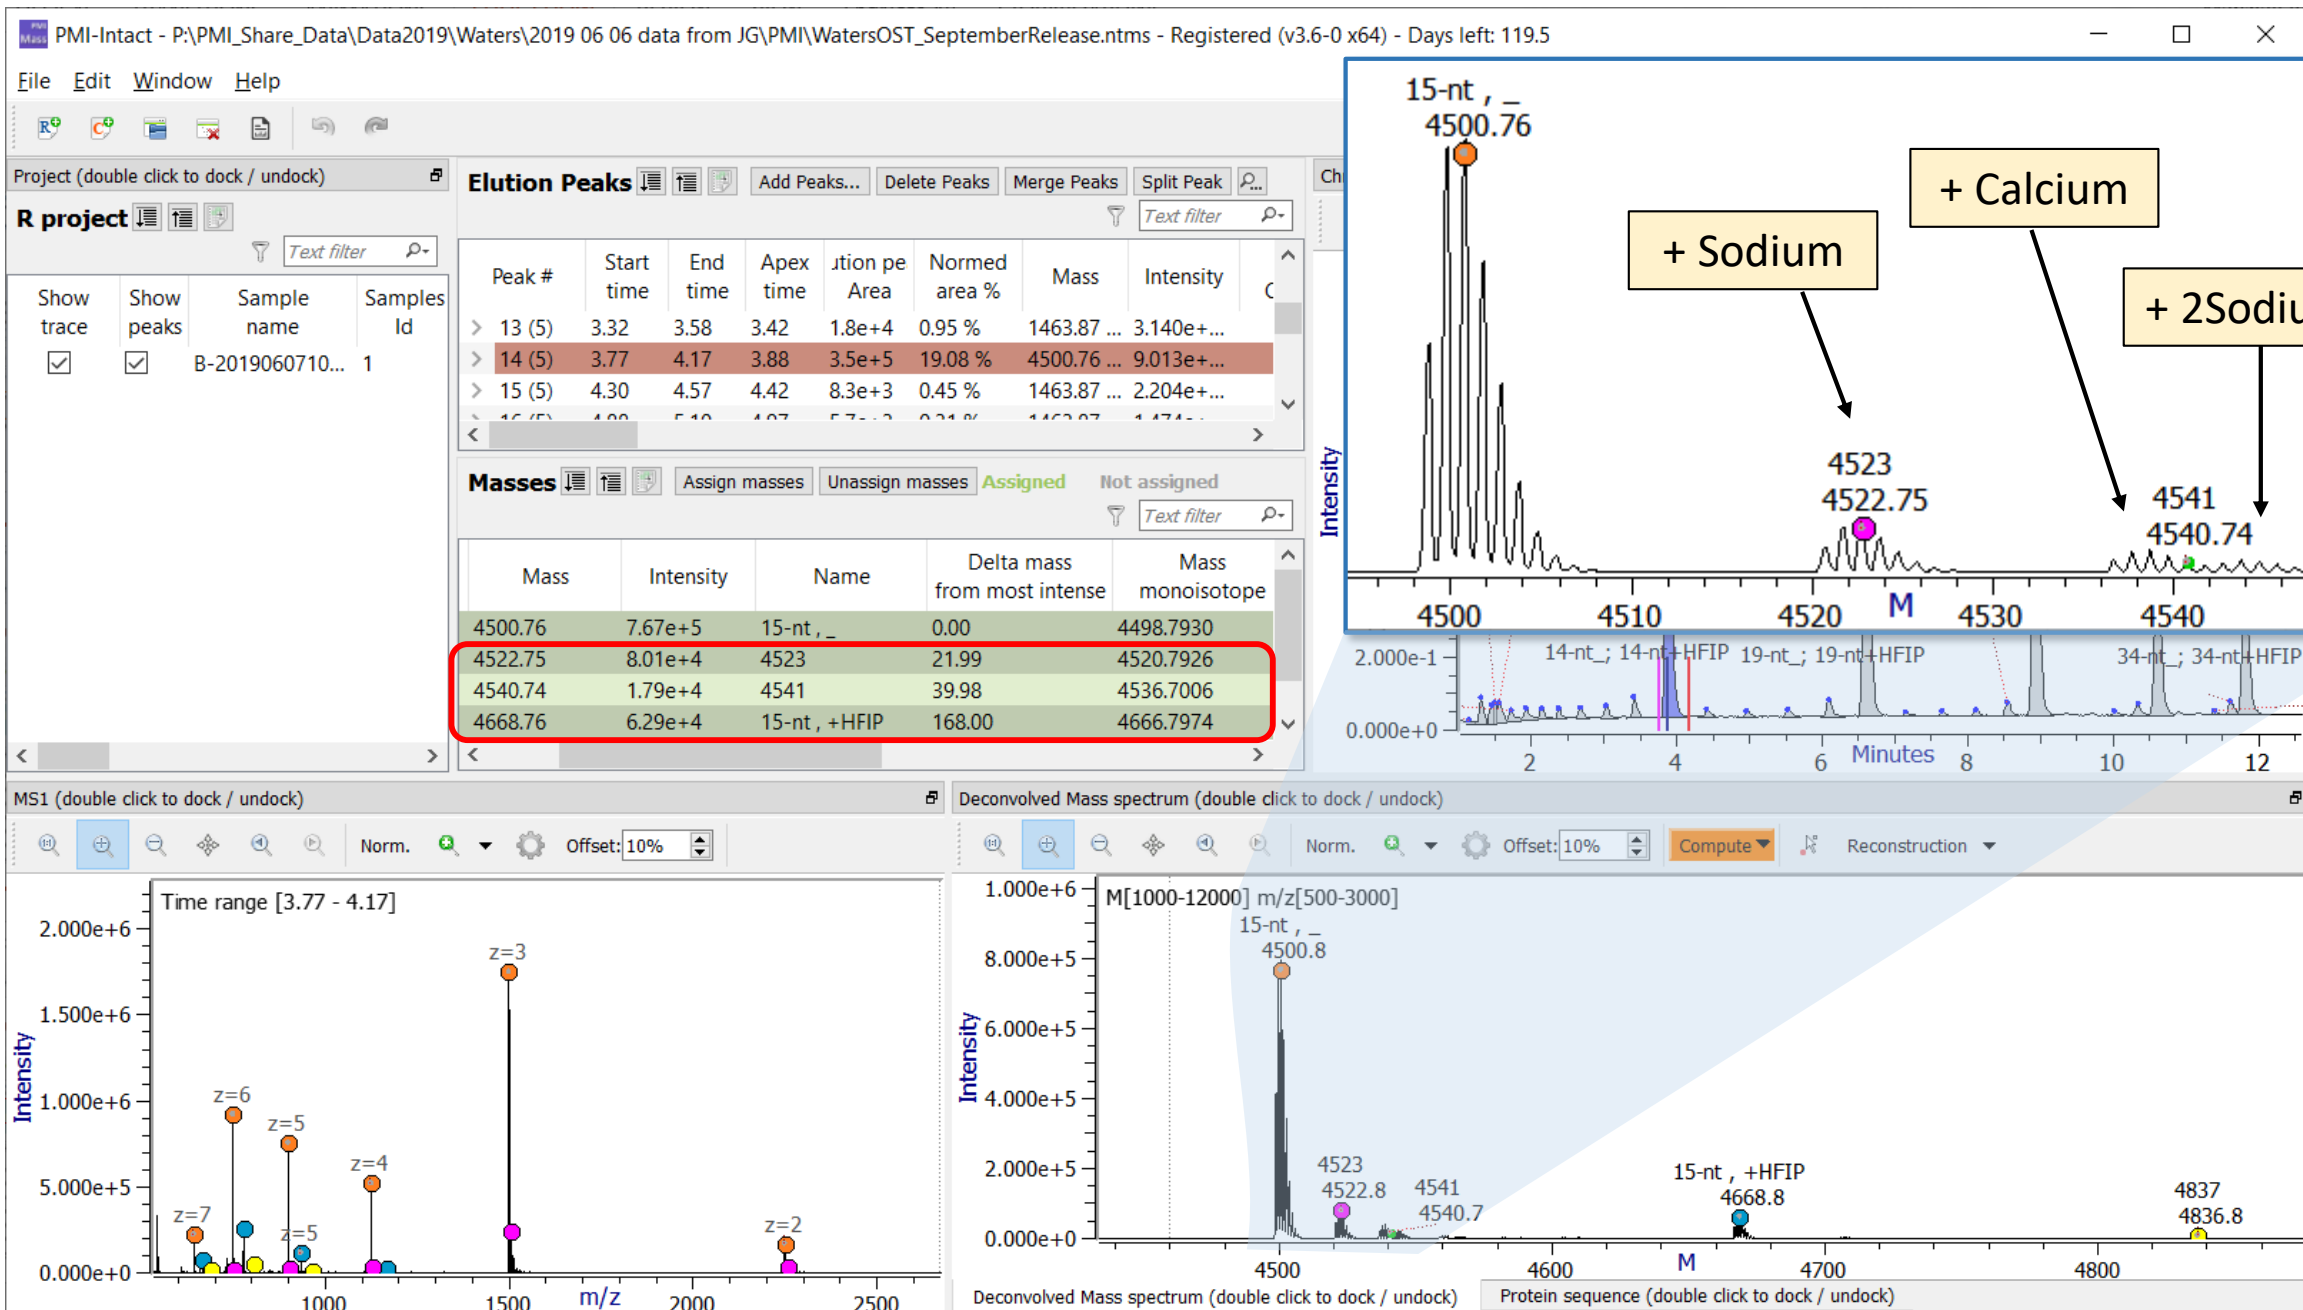 PMI-Intact - P:\PMI_Share_Data\Data2019\Waters\2019 06 06 data from JG\PMI\WatersOST_SeptemberRelease.ntms - Registered (v3.6-0 x64) - Days left: 119.5
File Edit Window Help
Project (double click to dock / undock)
R project
Text filter
Show trace Show peaks Sample name Samples Id
B-2019060710... 1
Elution Peaks Add Peaks... Delete Peaks Merge Peaks Split Peak
Text filter
Peak # Start time End time Apex time ution pe Area Normed area % Mass Intensity
13 (5) 3.32 3.58 3.42 1.8e+4 0.95 % 1463.87 ... 3.140e+...
14 (5) 3.77 4.17 3.88 3.5e+5 19.08 % 4500.76 ... 9.013e+...
15 (5) 4.30 4.57 4.42 8.3e+3 0.45 % 1463.87 ... 2.204e+...
Masses Assign masses Unassign masses Assigned Not assigned
Text filter
Mass Intensity Name Delta mass from most intense Mass monoisotope
4500.76 7.67e+5 15-nt , _ 0.00 4498.7930
4522.75 8.01e+4 4523 21.99 4520.7926
4540.74 1.79e+4 4541 39.98 4536.7006
4668.76 6.29e+4 15-nt , +HFIP 168.00 4666.7974
15-nt , _
4500.76
+ Sodium
+ Calcium
+ 2Sodiu
4523
4522.75
4541
4540.74
Intensity
4500 4510 4520 M 4530 4540
14-nt_; 14-nt+HFIP 19-nt_; 19-nt+HFIP 34-nt_; 34-nt+HFIP
2.000e-1
0.000e+0
2 4 6 Minutes 8 10 12
MS1 (double click to dock / undock)
Norm. Offset: 10%
Time range [3.77 - 4.17]
2.000e+6
1.500e+6
1.000e+6
5.000e+5
0.000e+0
Intensity
z=7
z=6
z=5
z=5
z=4
z=3
z=2
1000 1500 m/z 2000 2500
Deconvolved Mass spectrum (double click to dock / undock)
Norm. Offset: 10% Compute Reconstruction
M[1000-12000] m/z[500-3000]
1.000e+6
8.000e+5
6.000e+5
4.000e+5
2.000e+5
0.000e+0
Intensity
15-nt , _
4500.8
4523
4522.8
4541
4540.7
15-nt , +HFIP
4668.8
4837
4836.8
4500 4600 M 4700 4800
Deconvolved Mass spectrum (double click to dock / undock) Protein sequence (double click to dock / undock)